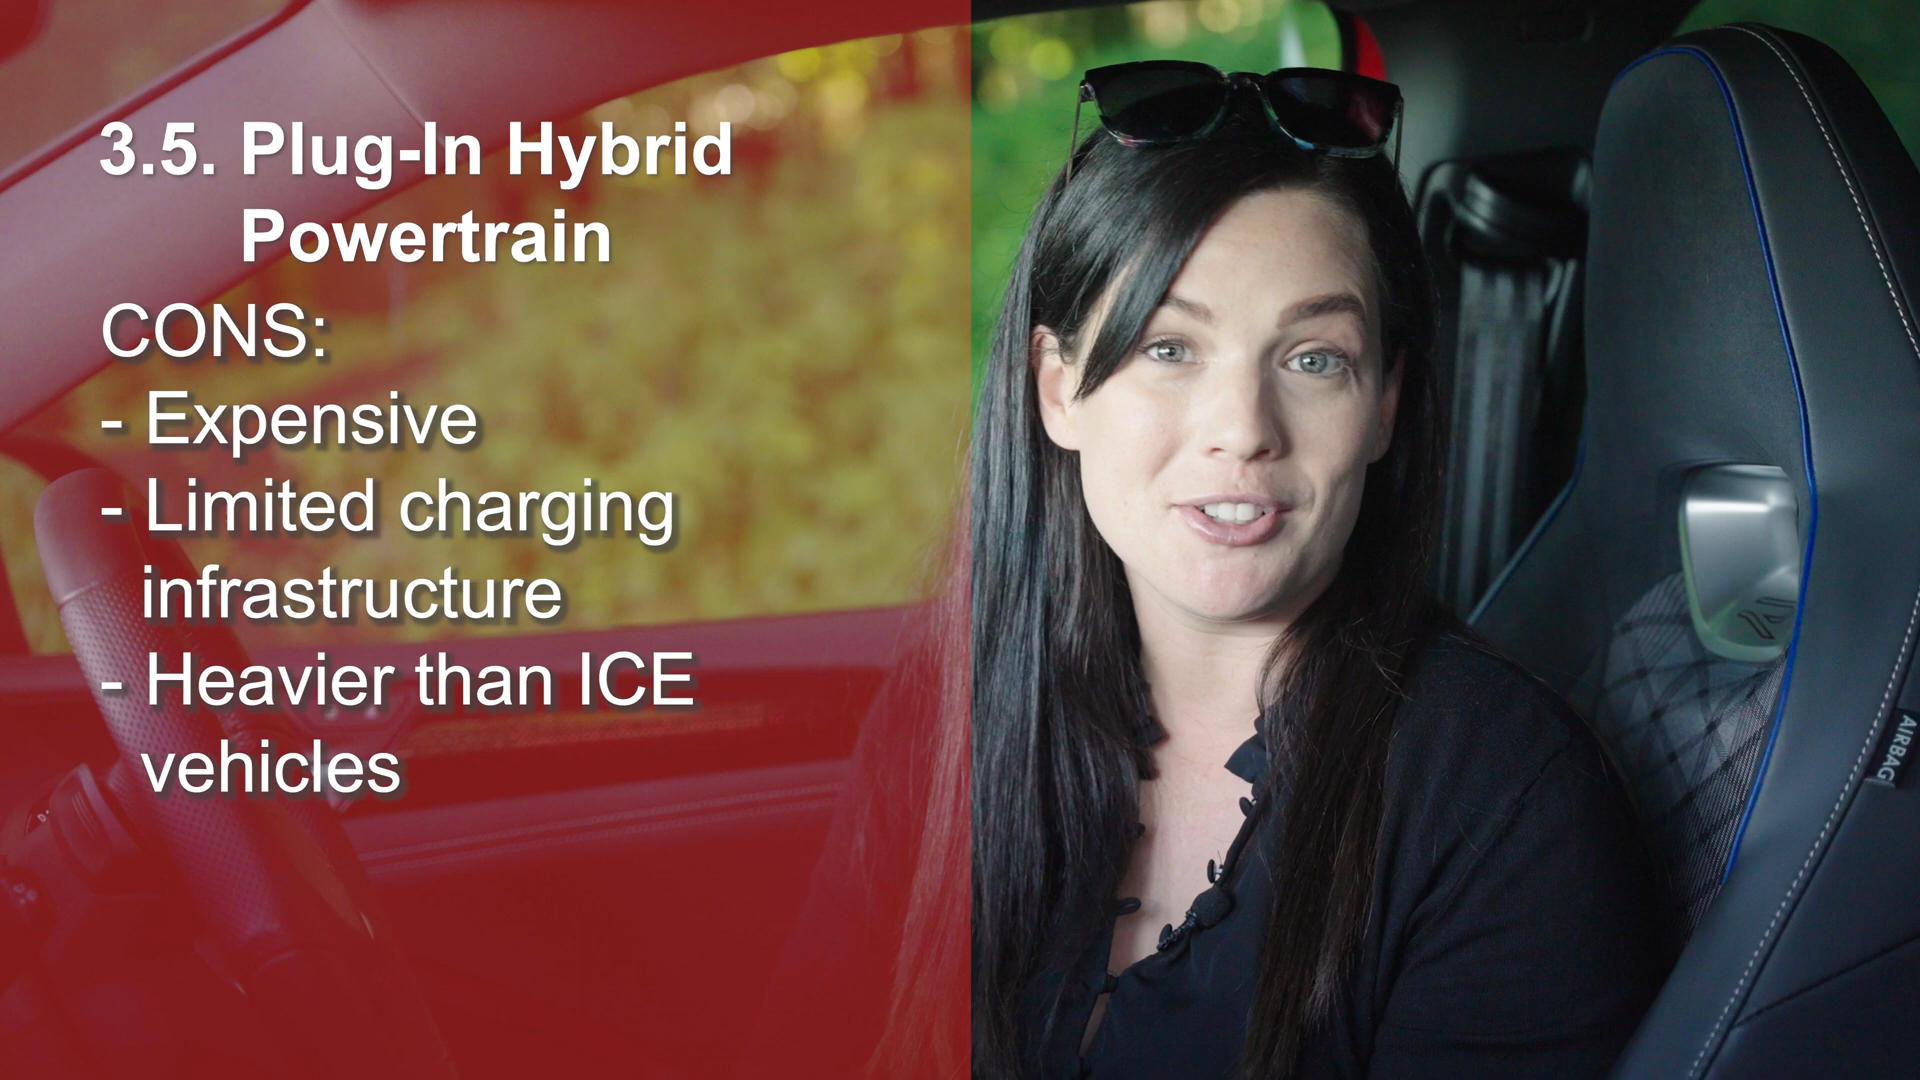 3.5. Plug-In Hybrid
Powertrain
CONS:
- Expensive
- Limited charging
infrastructure
- Heavier than ICE
vehicles
AIRBAG
N